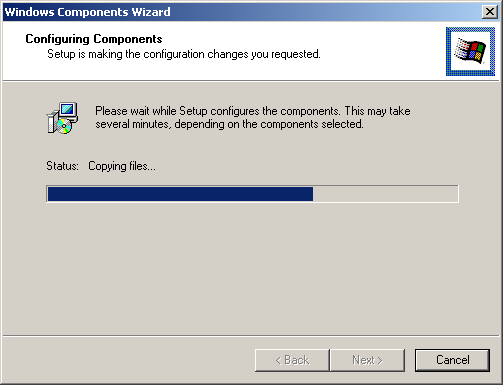 Windows Components Wizard
Configuring Components
Setup is making the configuration changes you requested.
Please wait while Setup configures the components. This may take
several minutes, depending on the components selected.
Status: Copying files...
< Back Next > Cancel